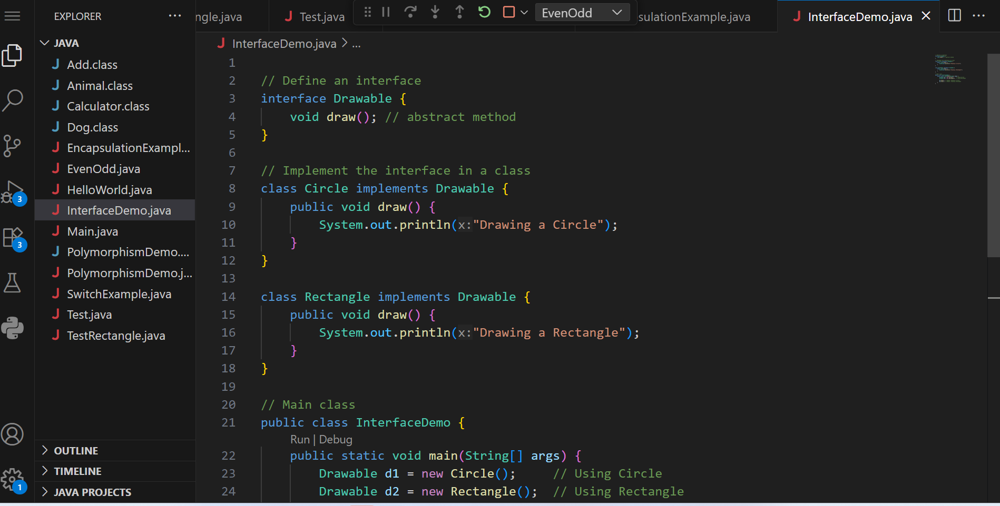 EXPLORER
ngle.java
Test.java
EvenOdd
sulationExample.java
InterfaceDemo.java
JAVA
Add.class
Animal.class
Calculator.class
Dog.class
EncapsulationExampl...
EvenOdd.java
HelloWorld.java
InterfaceDemo.java
Main.java
PolymorphismDemo....
PolymorphismDemo.j...
SwitchExample.java
Test.java
TestRectangle.java
OUTLINE
TIMELINE
JAVA PROJECTS
3
3
1
InterfaceDemo.java > ...
1
2 // Define an interface
3 interface Drawable {
4     void draw(); // abstract method
5 }
6
7 // Implement the interface in a class
8 class Circle implements Drawable {
9     public void draw() {
10         System.out.println(x:"Drawing a Circle");
11     }
12 }
13
14 class Rectangle implements Drawable {
15     public void draw() {
16         System.out.println(x:"Drawing a Rectangle");
17     }
18 }
19
20 // Main class
21 public class InterfaceDemo {
Run | Debug
22     public static void main(String[] args) {
23         Drawable d1 = new Circle();     // Using Circle
24         Drawable d2 = new Rectangle();  // Using Rectangle